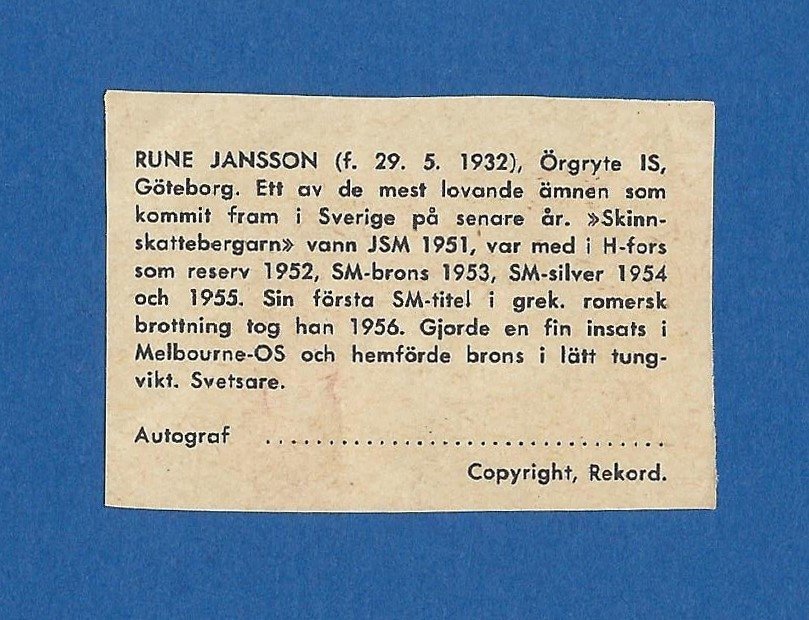 RUNE JANSSON (f. 29. 5. 1932), Örgryte IS,
Göteborg. Ett av de mest lovande ämnen som
kommit fram i Sverige på senare år. »Skinn-
skattebergarn» vann JSM 1951, var med i H-fors
som reserv 1952, SM-brons 1953, SM-silver 1954
och 1955. Sin första SM-titel i grek. romersk
brottning tog han 1956. Gjorde en fin insats i
Melbourne-OS och hemförde brons i lätt tung-
vikt. Svetsare.
Autograf ................................
Copyright, Rekord.